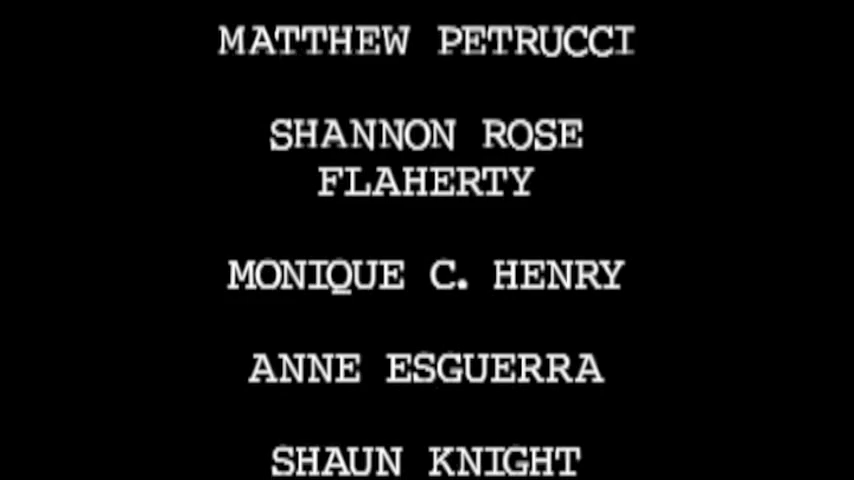 MATTHEW PETRUCCI
SHANNON ROSE
FLAHERTY
MONIQUE C. HENRY
ANNE ESGUERRA
SHAUN KNIGHT